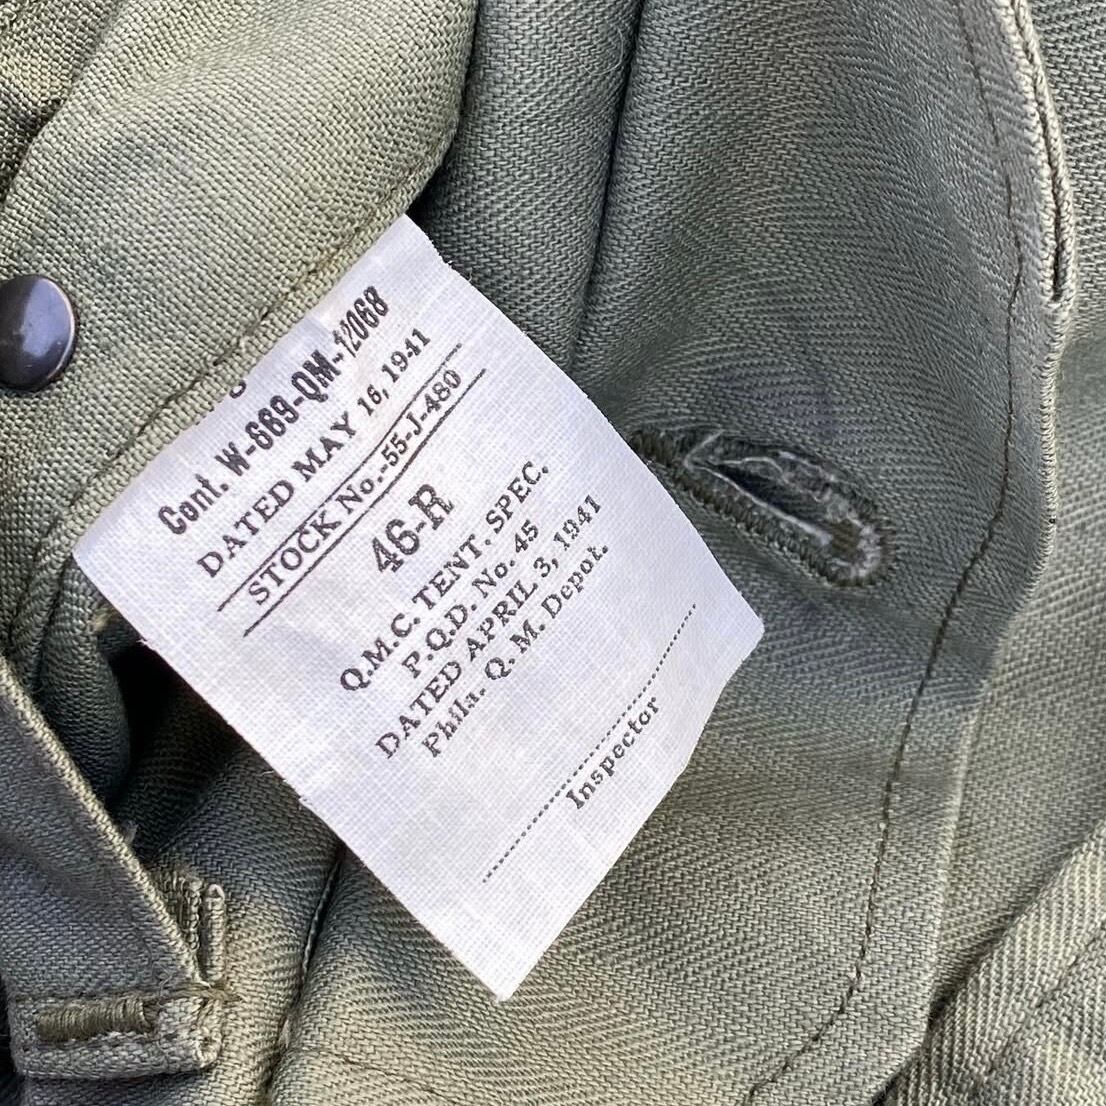 Cont. W-669-QM-12068
DATED MAY 16, 1941
STOCK No.-55-J-480
46-R
Q.M.C. TENT. SPEC.
P.Q.D. No. 45
DATED APRIL 3, 1941
Phila. Q. M. Depot.
Inspector